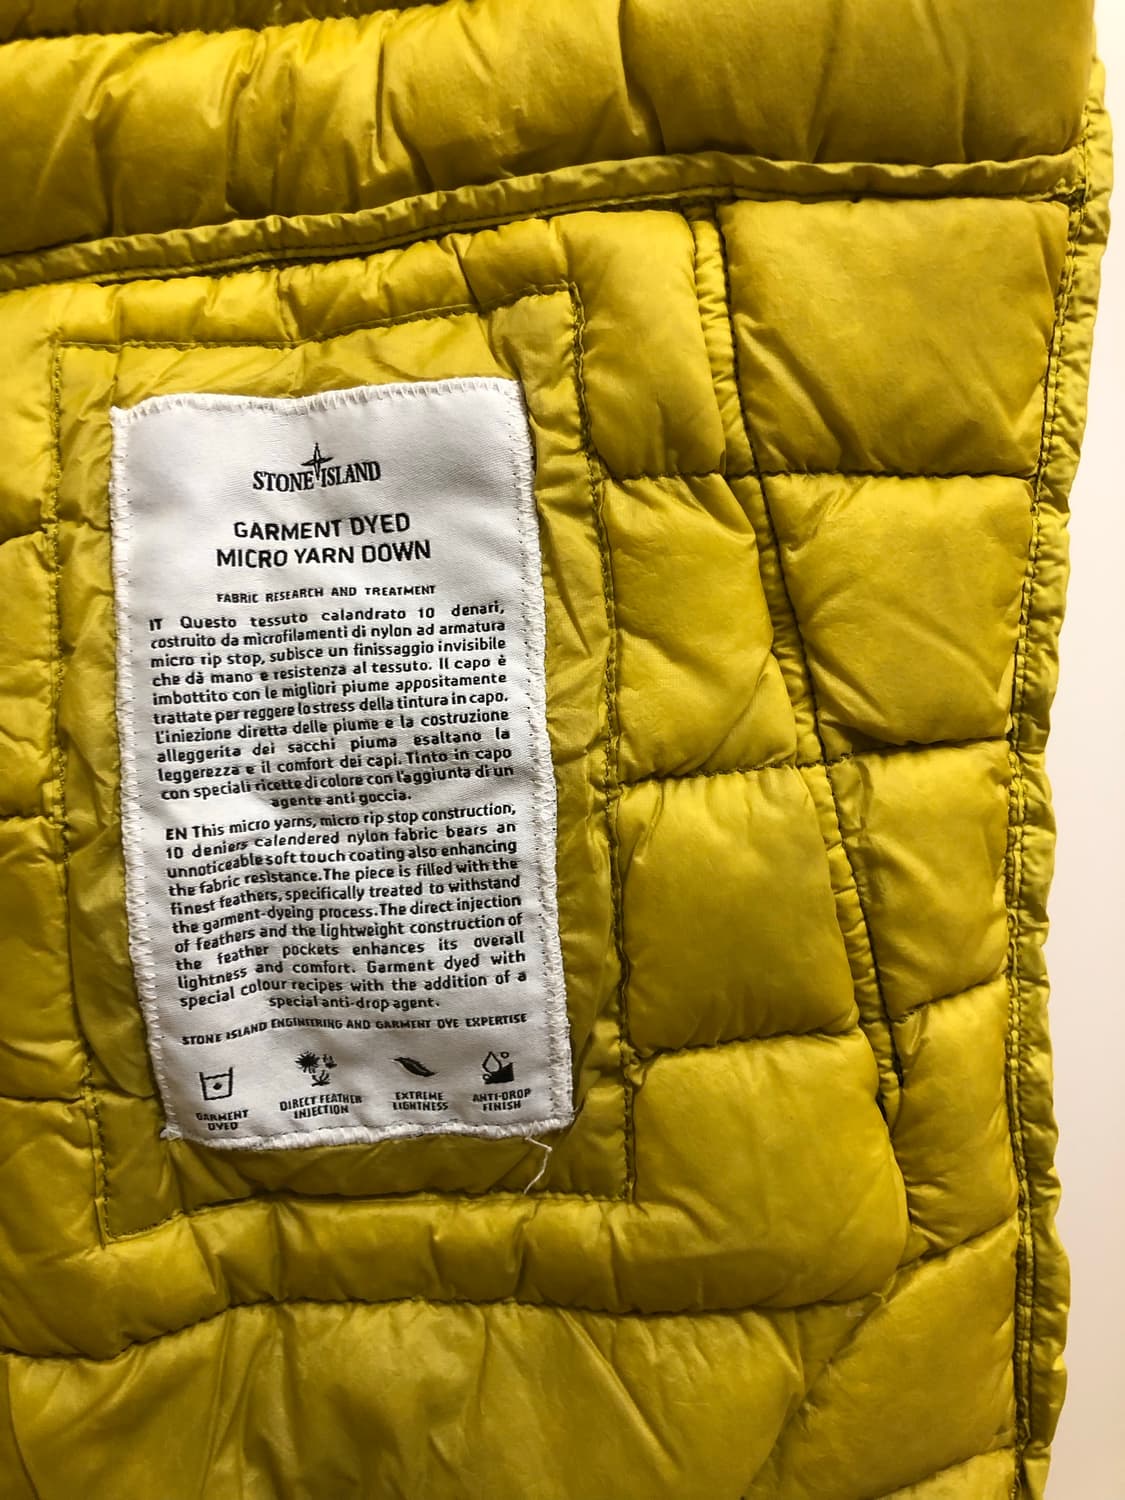 STONE ISLAND
GARMENT DYED
MICRO YARN DOWN
FABRIC RESEARCH AND TREATMENT
IT Questo tessuto calandrato 10 denari,
costruito da microfilamenti di nylon ad armatura
micro rip stop, subisce un finissaggio invisibile
che dà mano e resistenza al tessuto. Il capo è
imbottito con le migliori piume appositamente
trattate per reggere lo stress della tintura in capo.
L'iniezione diretta delle piume e la costruzione
alleggerita dei sacchi piuma esaltano la
leggerezza e il comfort dei capi. Tinto in capo
con speciali ricette di colore con l'aggiunta di un
agente anti goccia.
EN This micro yarns, micro rip stop construction,
10 deniers calendered nylon fabric bears an
unnoticeable soft touch coating also enhancing
the fabric resistance. The piece is filled with the
finest feathers, specifically treated to withstand
the garment-dyeing process. The direct injection
of feathers and the lightweight construction of
the feather pockets enhances its overall
lightness and comfort. Garment dyed with
special colour recipes with the addition of a
special anti-drop agent.
STONE ISLAND ENGINEERING AND GARMENT DYE EXPERTISE
GARMENT DYED
DIRECT FEATHER INJECTION
EXTREME LIGHTNESS
ANTI-DROP FINISH